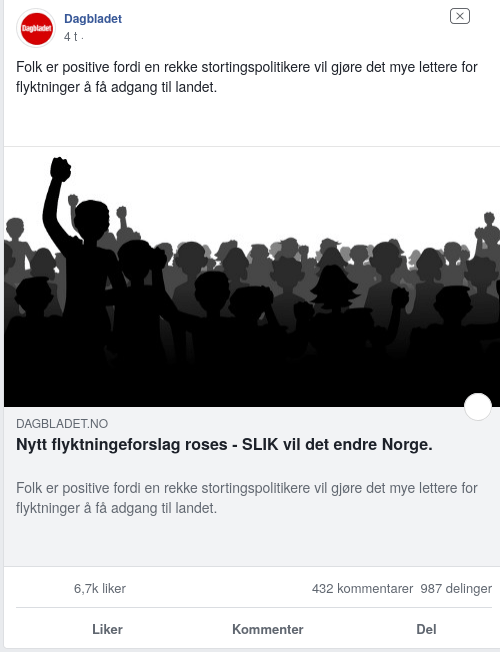 Dagbladet
Dagbladet
4 t ·
Folk er positive fordi en rekke stortingspolitikere vil gjøre det mye lettere for
flyktninger å få adgang til landet.
DAGBLADET.NO
Nytt flyktningeforslag roses - SLIK vil det endre Norge.
Folk er positive fordi en rekke stortingspolitikere vil gjøre det mye lettere for
flyktninger å få adgang til landet.
6,7k liker 432 kommentarer 987 delinger
Liker Kommenter Del